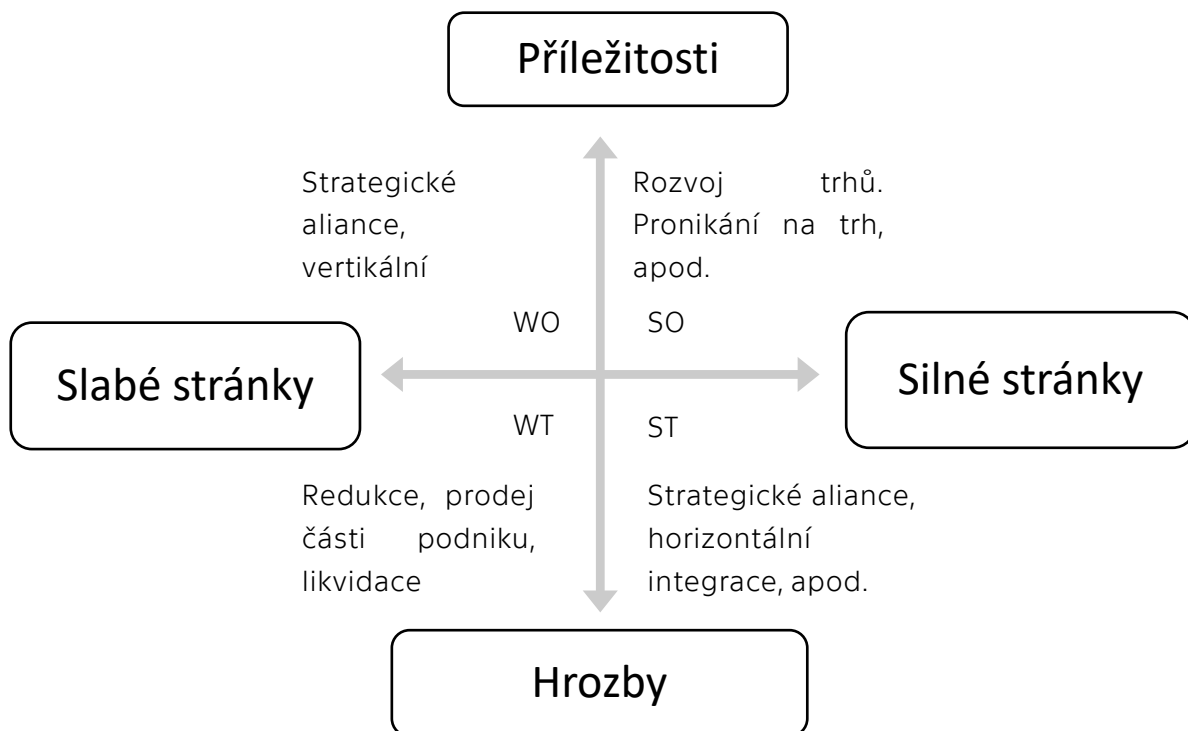 Příležitosti
Strategické
aliance,
vertikální
Rozvoj trhů.
Pronikání na trh,
apod.
WO
SO
Slabé stránky
Silné stránky
WT
ST
Redukce, prodej
části podniku,
likvidace
Strategické aliance,
horizontální
integrace, apod.
Hrozby